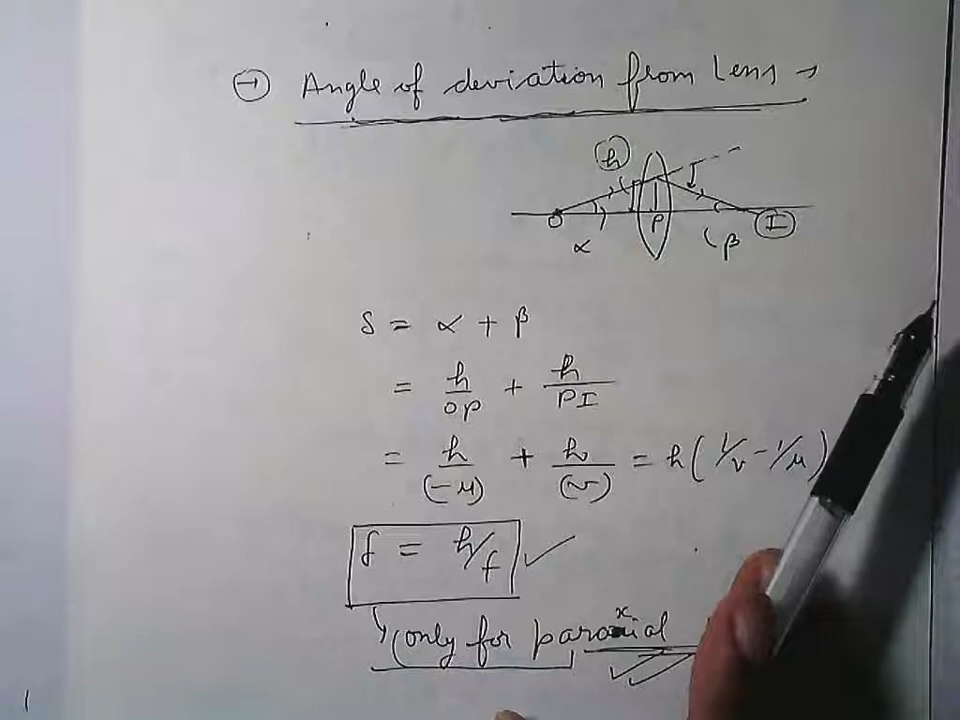 → Angle of deviation from lens →
(h)
O P I
α β
δ = α + β
= h/OP + h/PI
= h/(-u) + h/(v) = h(1/v - 1/u)
δ = h/f ✓
↳ (only for paraxial